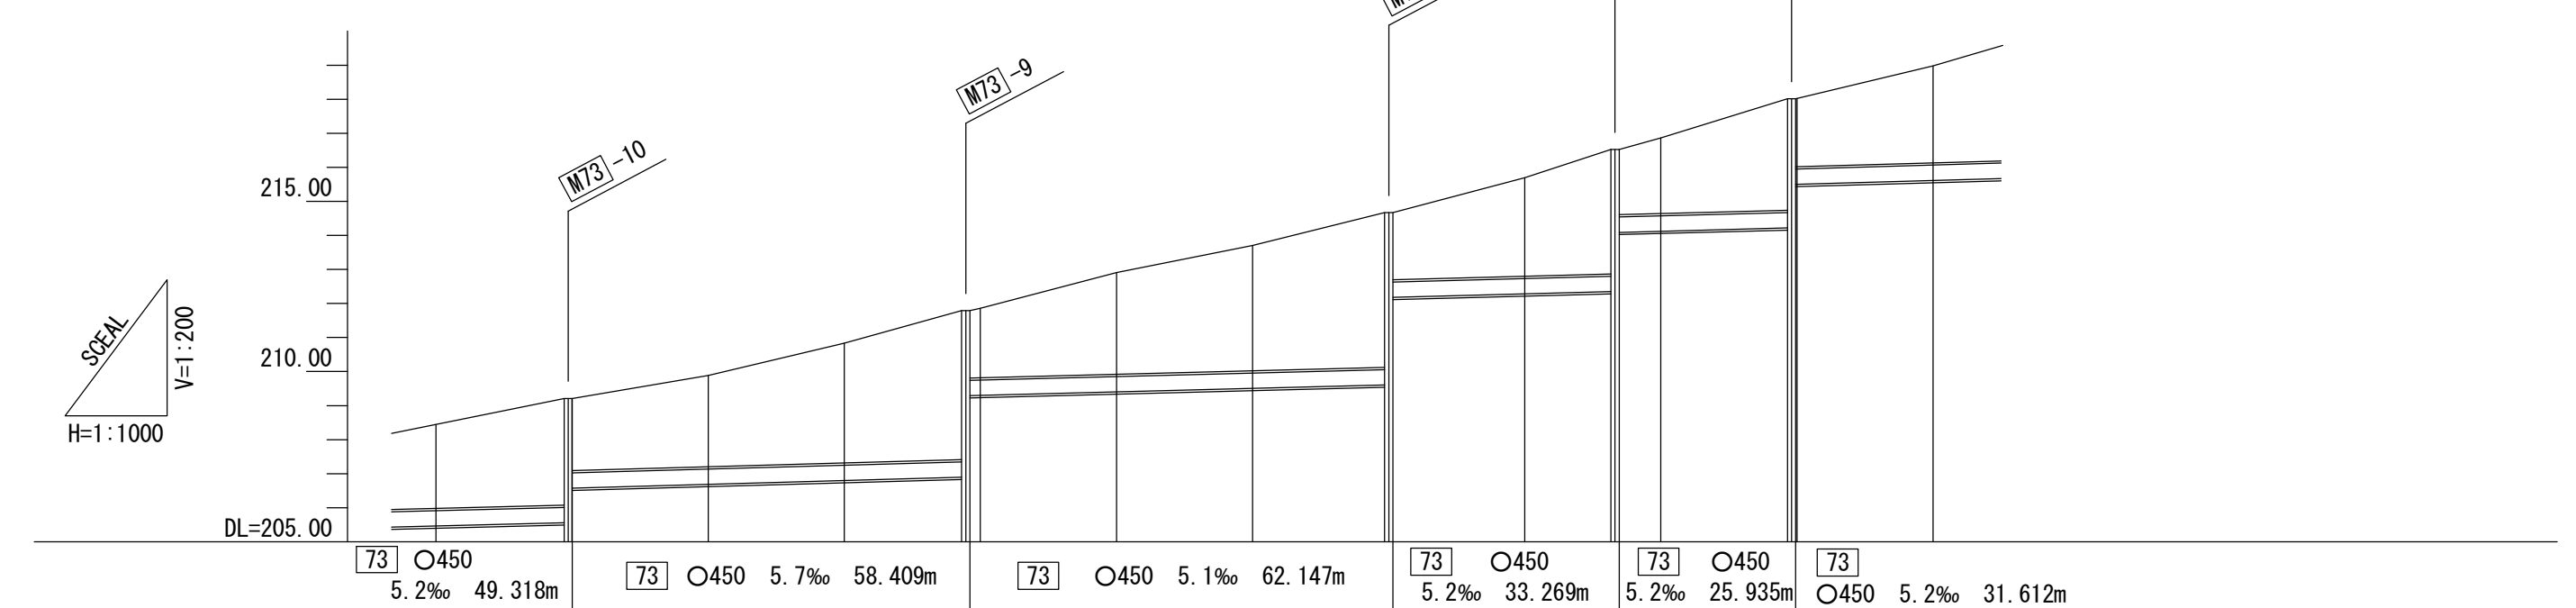 M73 -9
M73 -10
215.00
210.00
SCEAL
V=1:200
H=1:1000
DL=205.00
73 ○450
5.2‰ 49.318m
73 ○450 5.7‰ 58.409m
73 ○450 5.1‰ 62.147m
73 ○450
5.2‰ 33.269m
73 ○450
5.2‰ 25.935m
73
○450 5.2‰ 31.612m